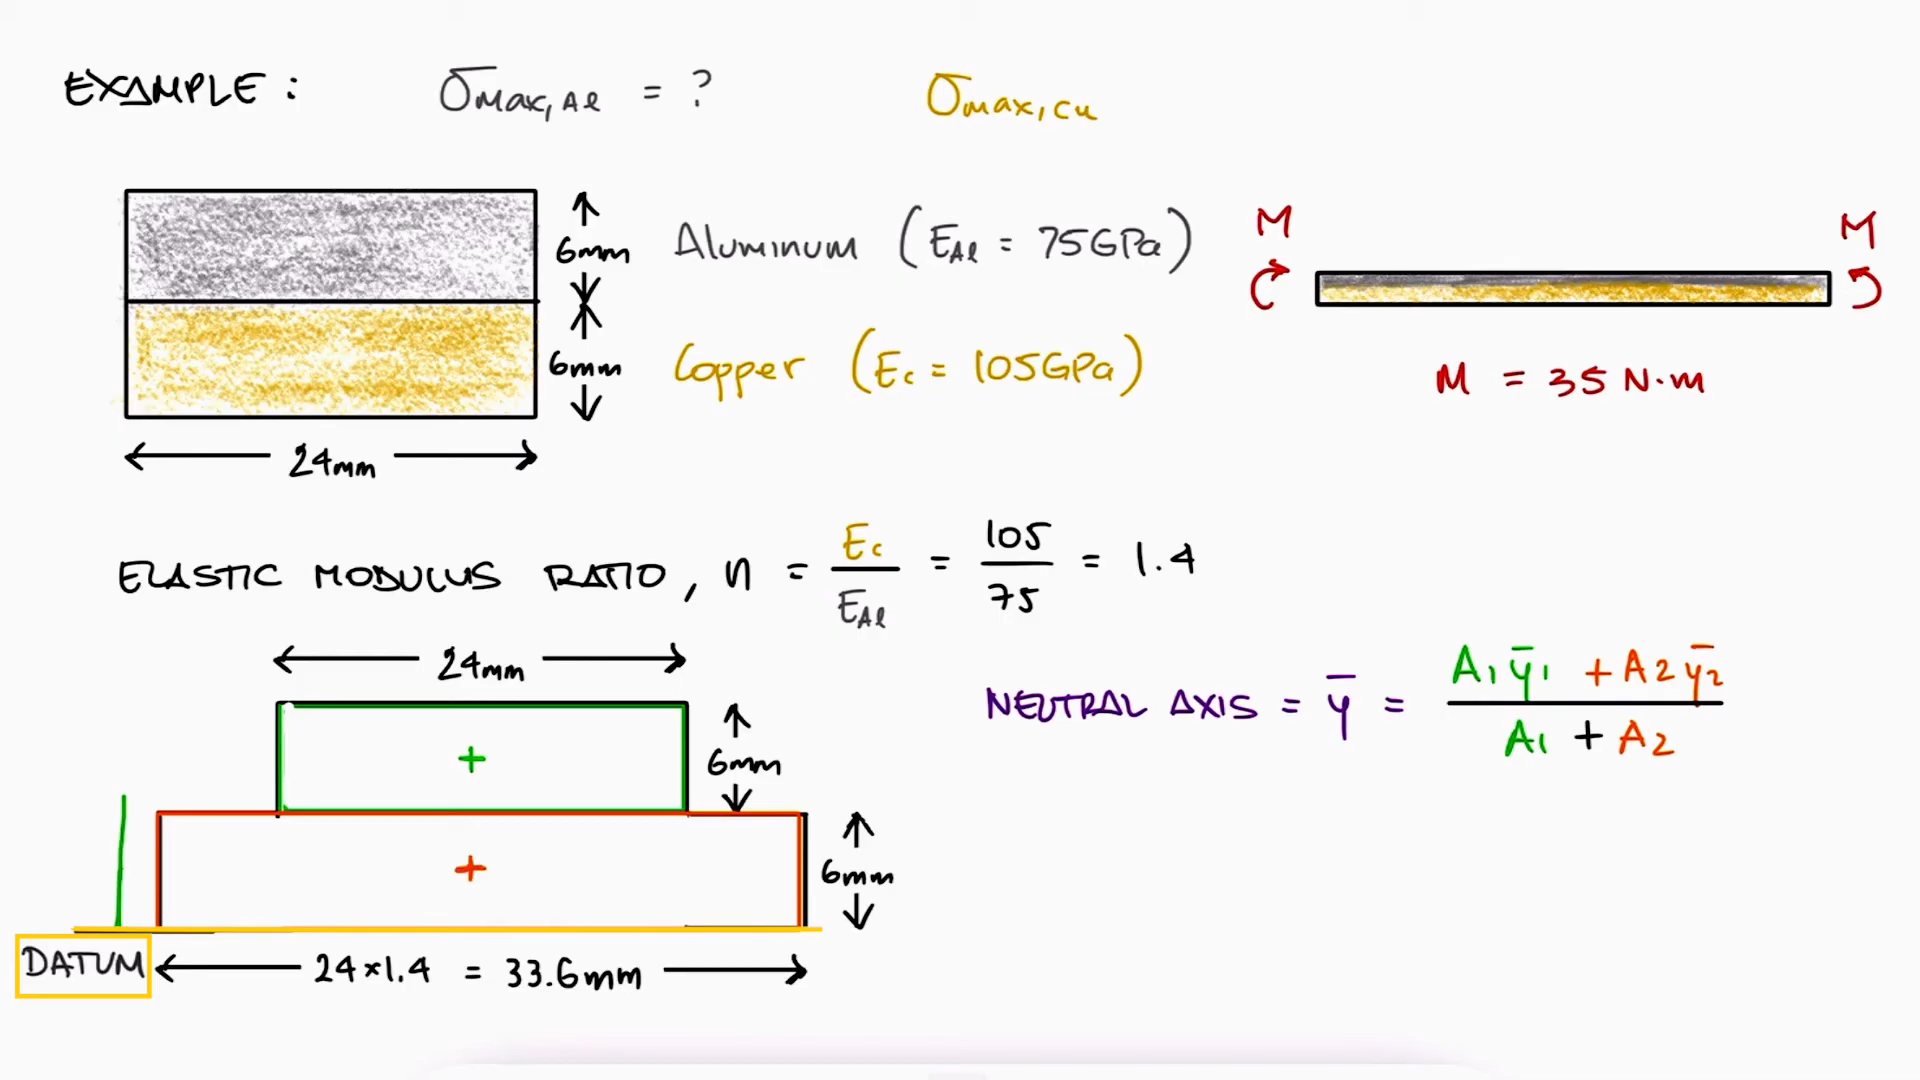 EXAMPLE: σmax,Al = ? σmax,cu
6mm Aluminum (EAl = 75GPa)
6mm Copper (Ec = 105GPa)
24mm
M M
M = 35 N·m
ELASTIC MODULUS RATIO, n = Ec/EAl = 105/75 = 1.4
24mm
6mm
6mm
DATUM
24×1.4 = 33.6mm
NEUTRAL AXIS = ȳ = A1ȳ1 + A2ȳ2 / A1 + A2